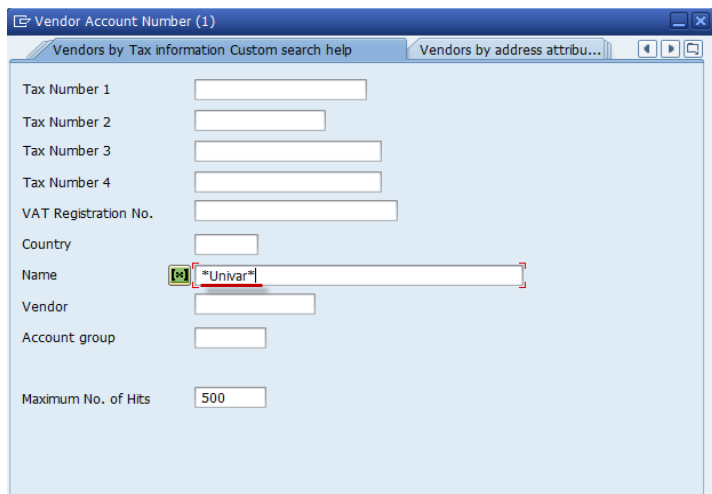 Vendor Account Number (1)
Vendors by Tax information Custom search help
Vendors by address attribu...
Tax Number 1
Tax Number 2
Tax Number 3
Tax Number 4
VAT Registration No.
Country
Name *Univar*
Vendor
Account group
Maximum No. of Hits 500